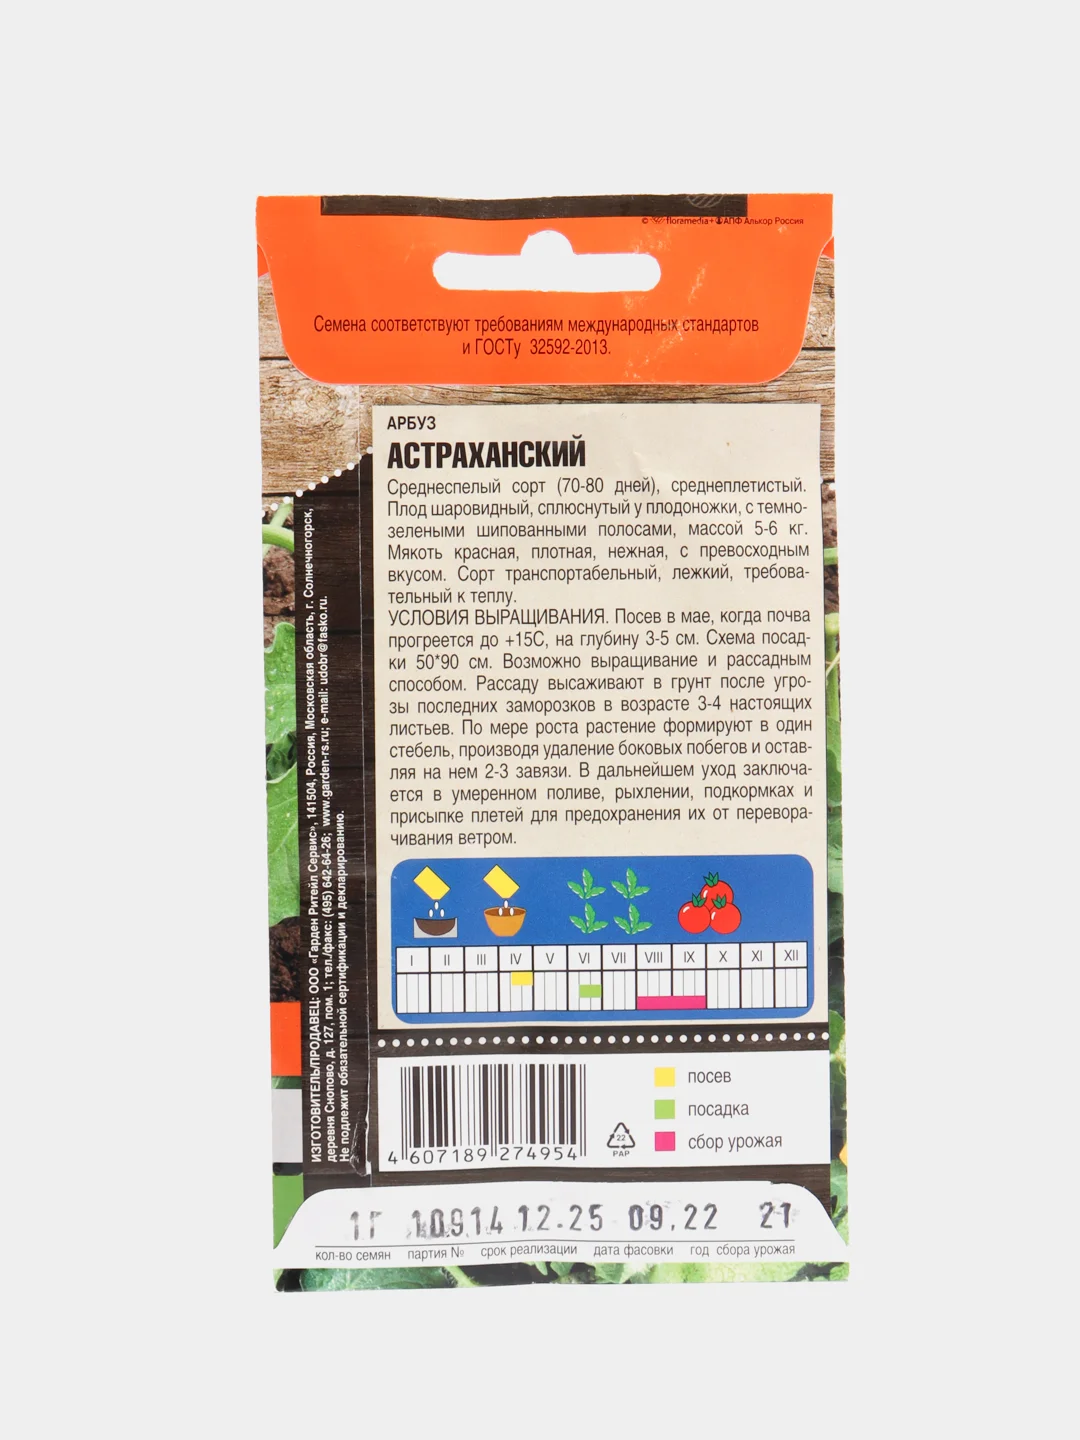 © floramedia+ АПФ Алькор Россия
Семена соответствуют требованиям международных стандартов
и ГОСТу 32592-2013.
АРБУЗ
АСТРАХАНСКИЙ
Среднеспелый сорт (70-80 дней), среднеплетистый.
Плод шаровидный, сплюснутый у плодоножки, с темно-
зелеными шипованными полосами, массой 5-6 кг.
Мякоть красная, плотная, нежная, с превосходным
вкусом. Сорт транспортабельный, лежкий, требова-
тельный к теплу.
УСЛОВИЯ ВЫРАЩИВАНИЯ. Посев в мае, когда почва
прогреется до +15С, на глубину 3-5 см. Схема посад-
ки 50*90 см. Возможно выращивание и рассадным
способом. Рассаду высаживают в грунт после угро-
зы последних заморозков в возрасте 3-4 настоящих
листьев. По мере роста растение формируют в один
стебель, производя удаление боковых побегов и остав-
ляя на нем 2-3 завязи. В дальнейшем уход заключа-
ется в умеренном поливе, рыхлении, подкормках и
присыпке плетей для предохранения их от перевора-
чивания ветром.
I II III IV V VI VII VIII IX X XI XII
ИЗГОТОВИТЕЛЬ/ПРОДАВЕЦ: ООО «Гарден Ритейл Сервис», 141504, Россия, Московская область, г. Солнечногорск,
деревня Снопово, д. 127, пом. 1; тел./факс: (495) 642-64-26; www.garden-rs.ru; e-mail: udobr@fasko.ru.
Не подлежит обязательной сертификации и декларированию.
посев
посадка
сбор урожая
22
PAP
4 607189 274954
1Г 10914 12.25 09.22 21
кол-во семян партия № срок реализации дата фасовки год сбора урожая